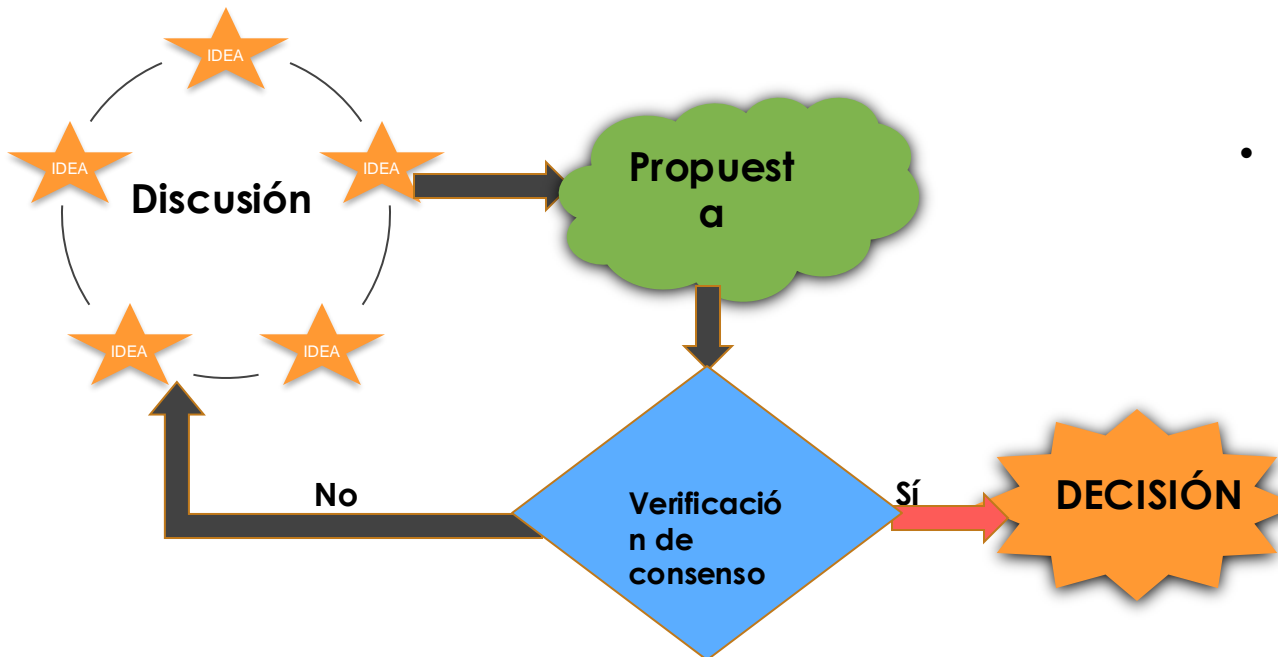 IDEA
IDEA
IDEA
Discusión
IDEA
IDEA
Propuest
a
•
No
Verificació
n de
consenso
Sí
DECISIÓN